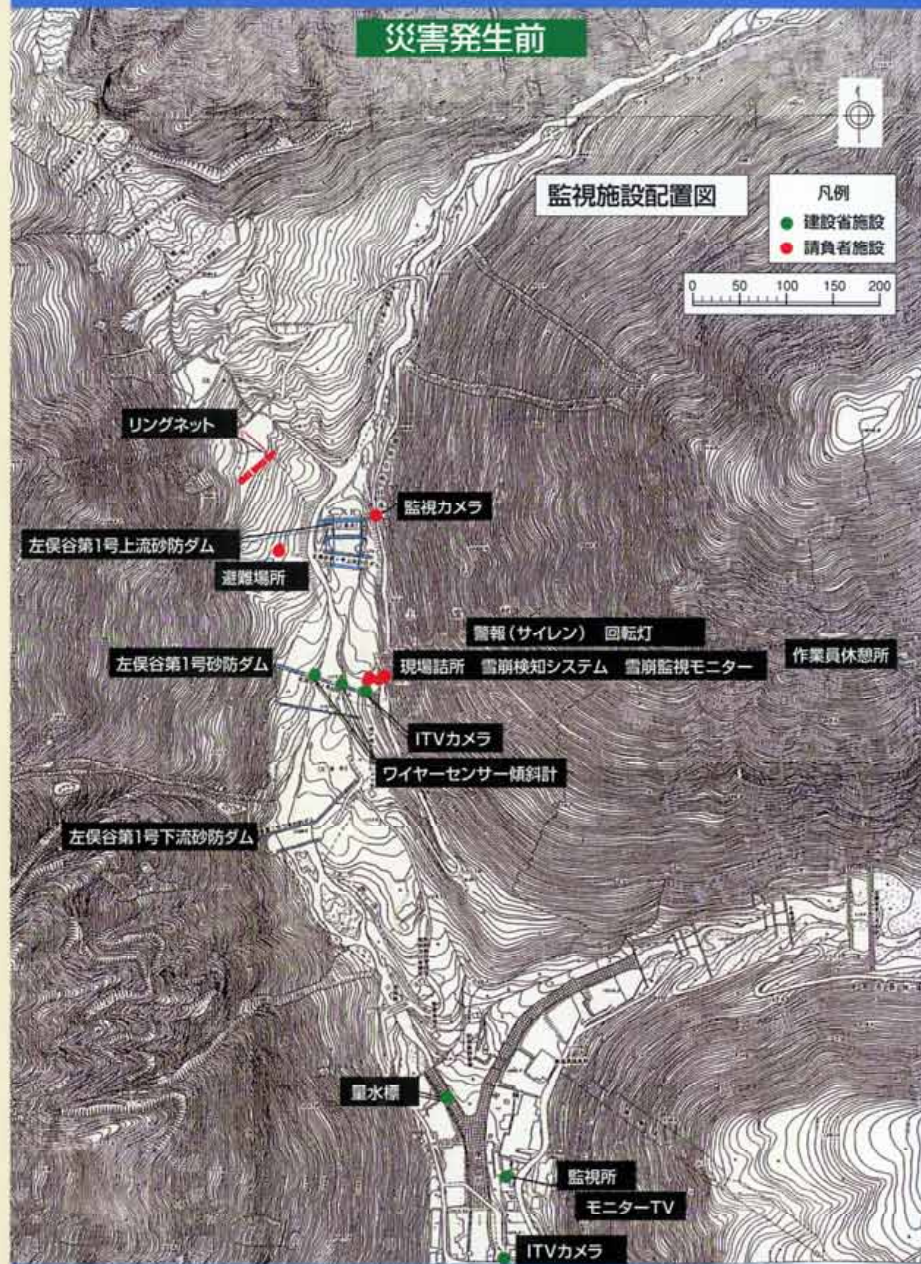 災害発生前
監視施設配置図
凡例
建設省施設
請負者施設
0 50 100 150 200
リングネット
監視カメラ
左俣谷第1号上流砂防ダム
避難場所
警報（サイレン） 回転灯
左俣谷第1号砂防ダム
現場詰所 雪崩検知システム 雪崩監視モニター
作業員休憩所
ITVカメラ
ワイヤーセンサー傾斜計
左俣谷第1号下流砂防ダム
量水標
監視所
モニターTV
ITVカメラ